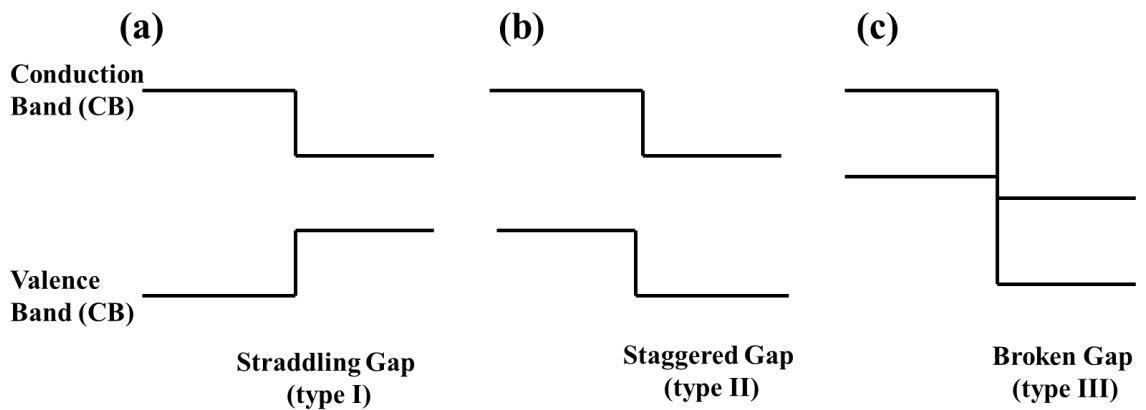 (a)
(b)
(c)
Conduction
Band (CB)
Valence
Band (CB)
Straddling Gap
(type I)
Staggered Gap
(type II)
Broken Gap
(type III)